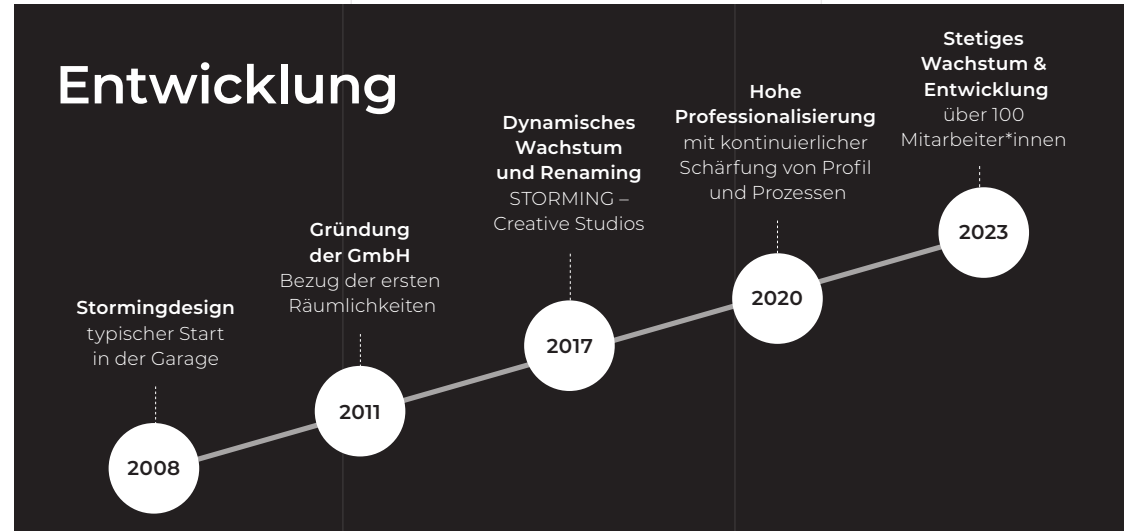 Entwicklung
Stormingdesign
typischer Start
in der Garage
2008
Gründung
der GmbH
Bezug der ersten
Räumlichkeiten
2011
Dynamisches
Wachstum
und Renaming
STORMING –
Creative Studios
2017
Hohe
Professionalisierung
mit kontinuierlicher
Schärfung von Profil
und Prozessen
2020
Stetiges
Wachstum &
Entwicklung
über 100
Mitarbeiter*innen
2023